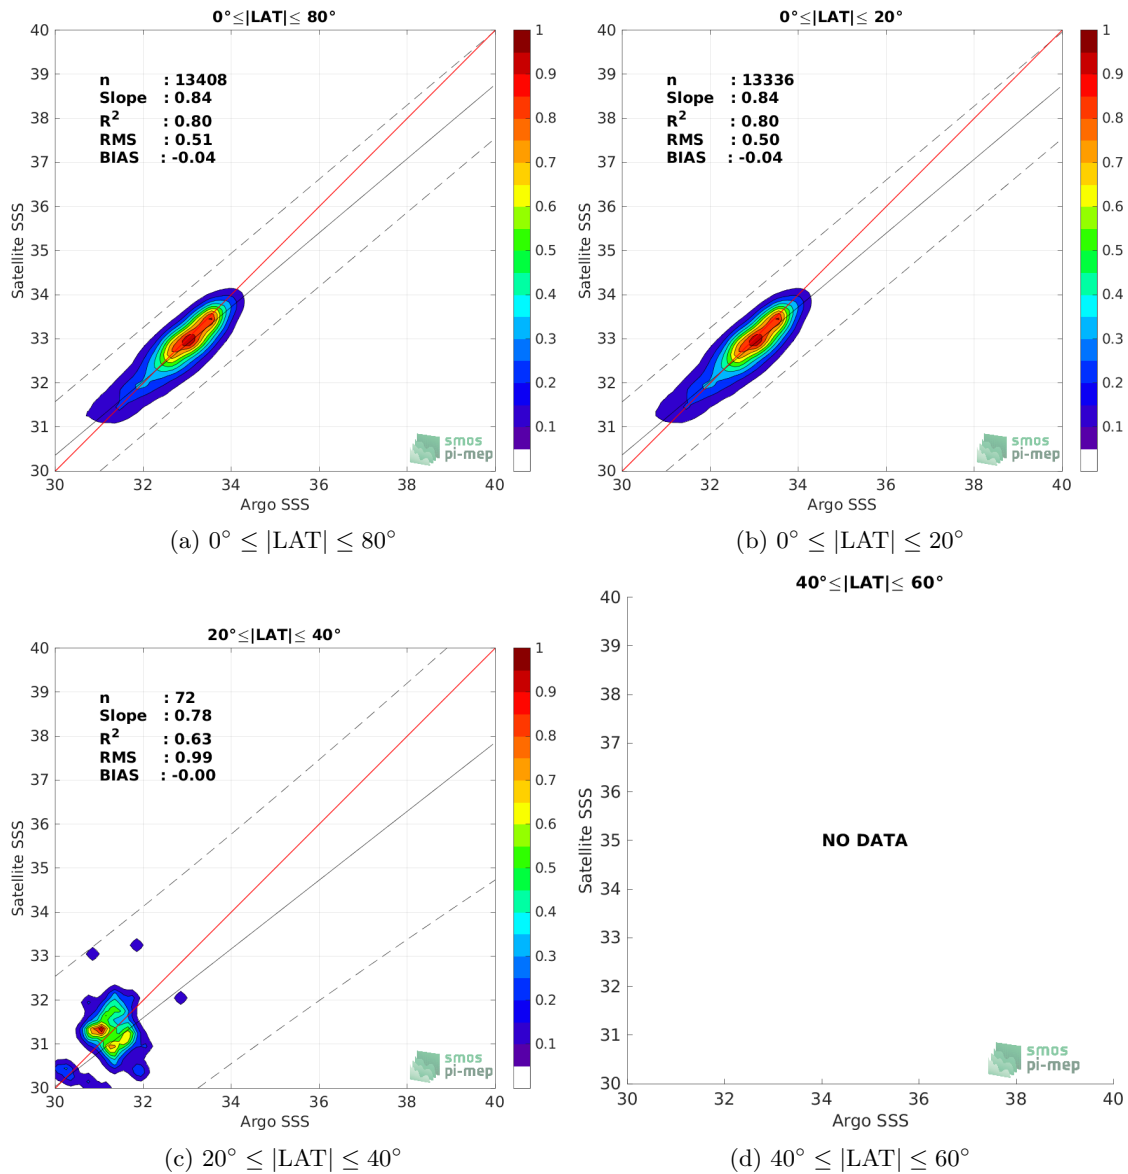 0°≤|LAT|≤ 80°
n : 13408
Slope : 0.84
R2 : 0.80
RMS : 0.51
BIAS : -0.04
40
39
38
37
36
35
34
33
32
31
30
Satellite SSS
30 32 34 36 38 40
Argo SSS
1
0.9
0.8
0.7
0.6
0.5
0.4
0.3
0.2
0.1
smos
pi-mep
(a) 0° ≤ |LAT| ≤ 80°
0°≤|LAT|≤ 20°
n : 13336
Slope : 0.84
R2 : 0.80
RMS : 0.50
BIAS : -0.04
40
39
38
37
36
35
34
33
32
31
30
Satellite SSS
30 32 34 36 38 40
Argo SSS
1
0.9
0.8
0.7
0.6
0.5
0.4
0.3
0.2
0.1
smos
pi-mep
(b) 0° ≤ |LAT| ≤ 20°
20°≤|LAT|≤ 40°
n : 72
Slope : 0.78
R2 : 0.63
RMS : 0.99
BIAS : -0.00
40
39
38
37
36
35
34
33
32
31
30
Satellite SSS
30 32 34 36 38 40
Argo SSS
1
0.9
0.8
0.7
0.6
0.5
0.4
0.3
0.2
0.1
smos
pi-mep
(c) 20° ≤ |LAT| ≤ 40°
40°≤|LAT|≤ 60°
40
39
38
37
36
35
34
33
32
31
30
Satellite SSS
NO DATA
30 32 34 36 38 40
Argo SSS
smos
pi-mep
(d) 40° ≤ |LAT| ≤ 60°